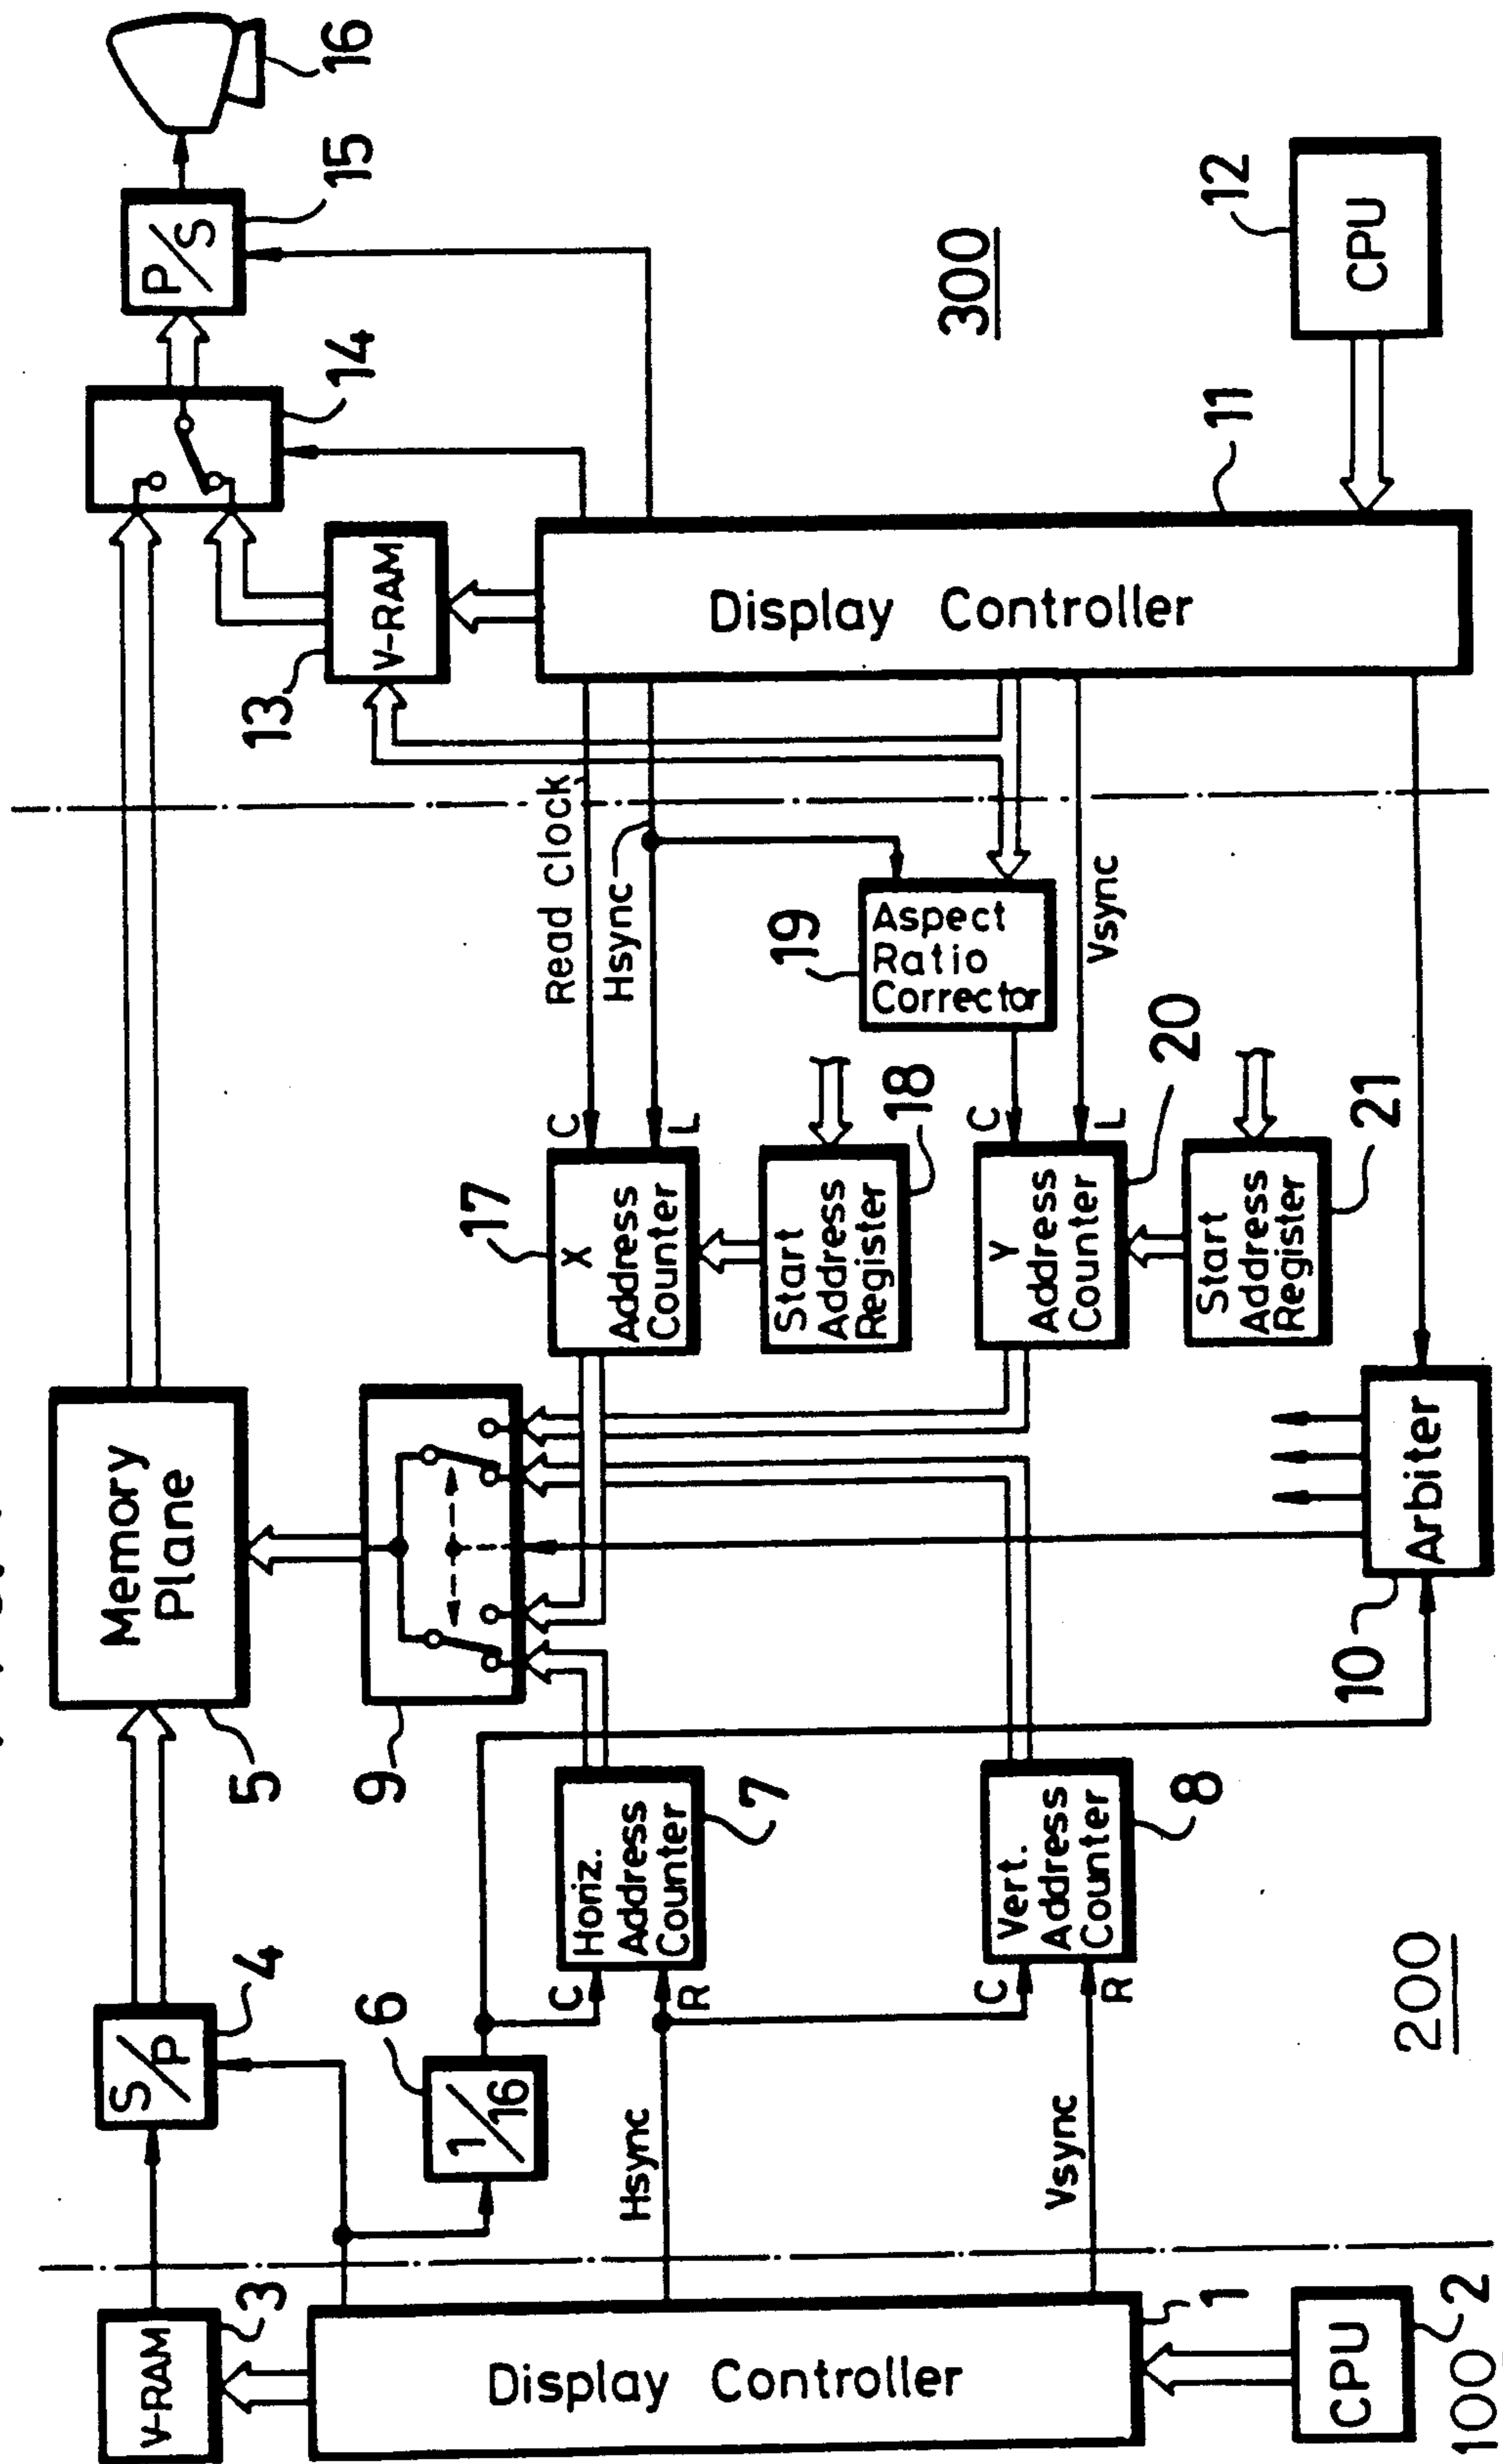 V-RAM
3
Display Controller
1
CPU
2
100
S/P
4
1/16
6
Hsync
Vsync
C
R
Horiz.
Address
Counter
7
C
R
Vert.
Address
Counter
8
200
Memory
Plane
5
9
Arbiter
10
X
Address
Counter
17
C
L
Start
Address
Register
18
Y
Address
Counter
20
C
L
Start
Address
Register
21
Read Clock
Hsync
Aspect
Ratio
Corrector
19
Vsync
V-RAM
13
Display Controller
11
14
P/S
15
16
300
CPU
12